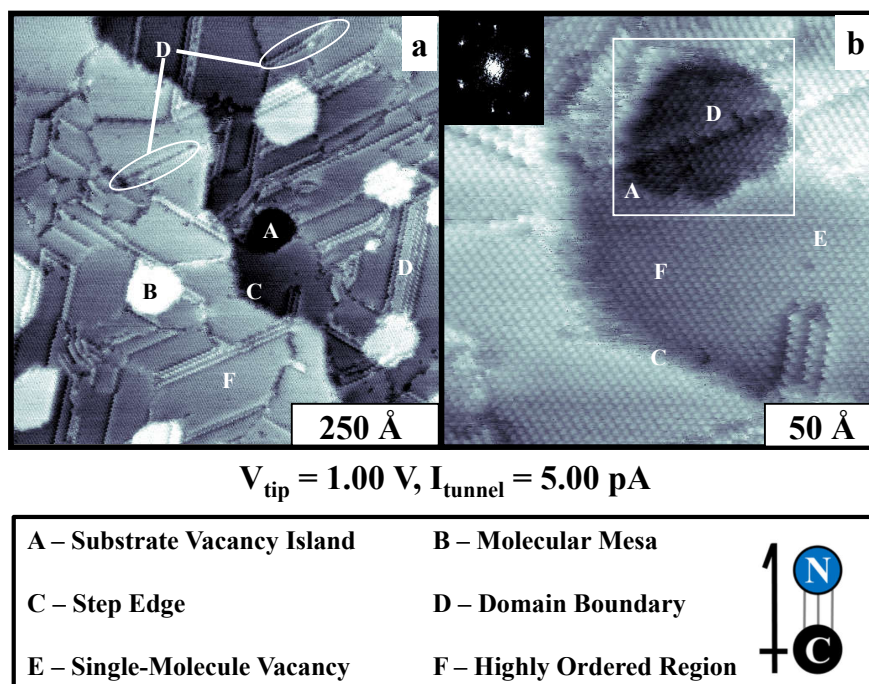 D
a
A
B
C
D
F
250 Å
b
D
A
E
F
C
50 Å
V_tip = 1.00 V, I_tunnel = 5.00 pA
A – Substrate Vacancy Island
B – Molecular Mesa
C – Step Edge
D – Domain Boundary
E – Single-Molecule Vacancy
F – Highly Ordered Region
N
C